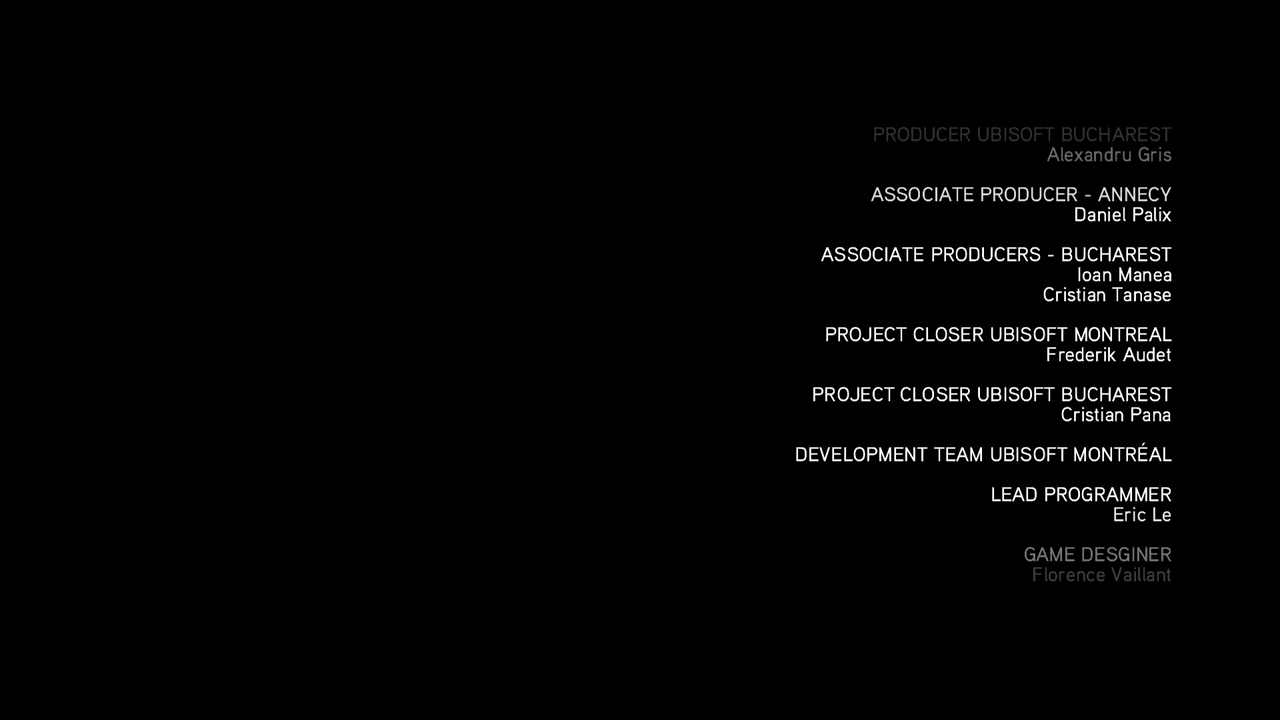 PRODUCER UBISOFT BUCHAREST
Alexandru Gris
ASSOCIATE PRODUCER - ANNECY
Daniel Palix
ASSOCIATE PRODUCERS - BUCHAREST
Ioan Manea
Cristian Tanase
PROJECT CLOSER UBISOFT MONTREAL
Frederik Audet
PROJECT CLOSER UBISOFT BUCHAREST
Cristian Pana
DEVELOPMENT TEAM UBISOFT MONTRÉAL
LEAD PROGRAMMER
Eric Le
GAME DESGINER
Florence Vaillant